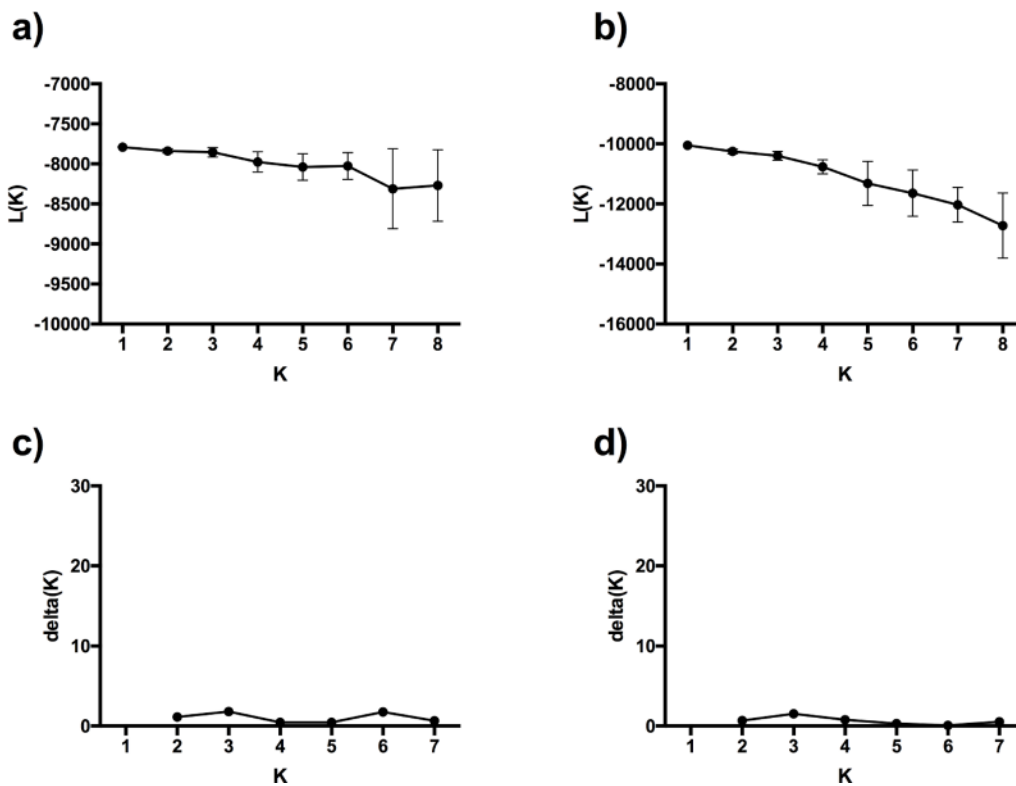 a)
-7000
-7500
-8000
-8500
-9000
-9500
-10000
L(K)
1 2 3 4 5 6 7 8
K
b)
-8000
-10000
-12000
-14000
-16000
L(K)
1 2 3 4 5 6 7 8
K
c)
30
20
10
0
delta(K)
1 2 3 4 5 6 7
K
d)
30
20
10
0
delta(K)
1 2 3 4 5 6 7
K